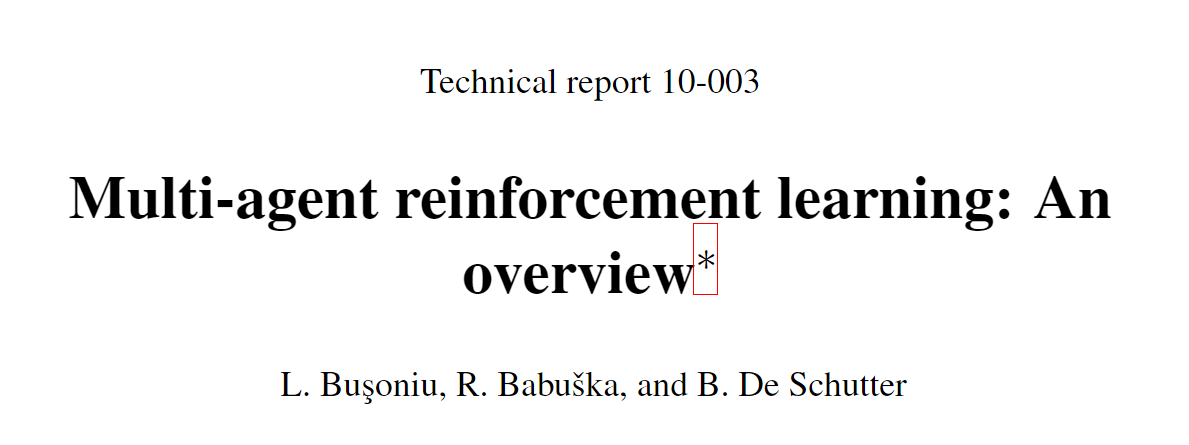 Technical report 10-003
Multi-agent reinforcement learning: An
overview*
L. Buşoniu, R. Babuška, and B. De Schutter